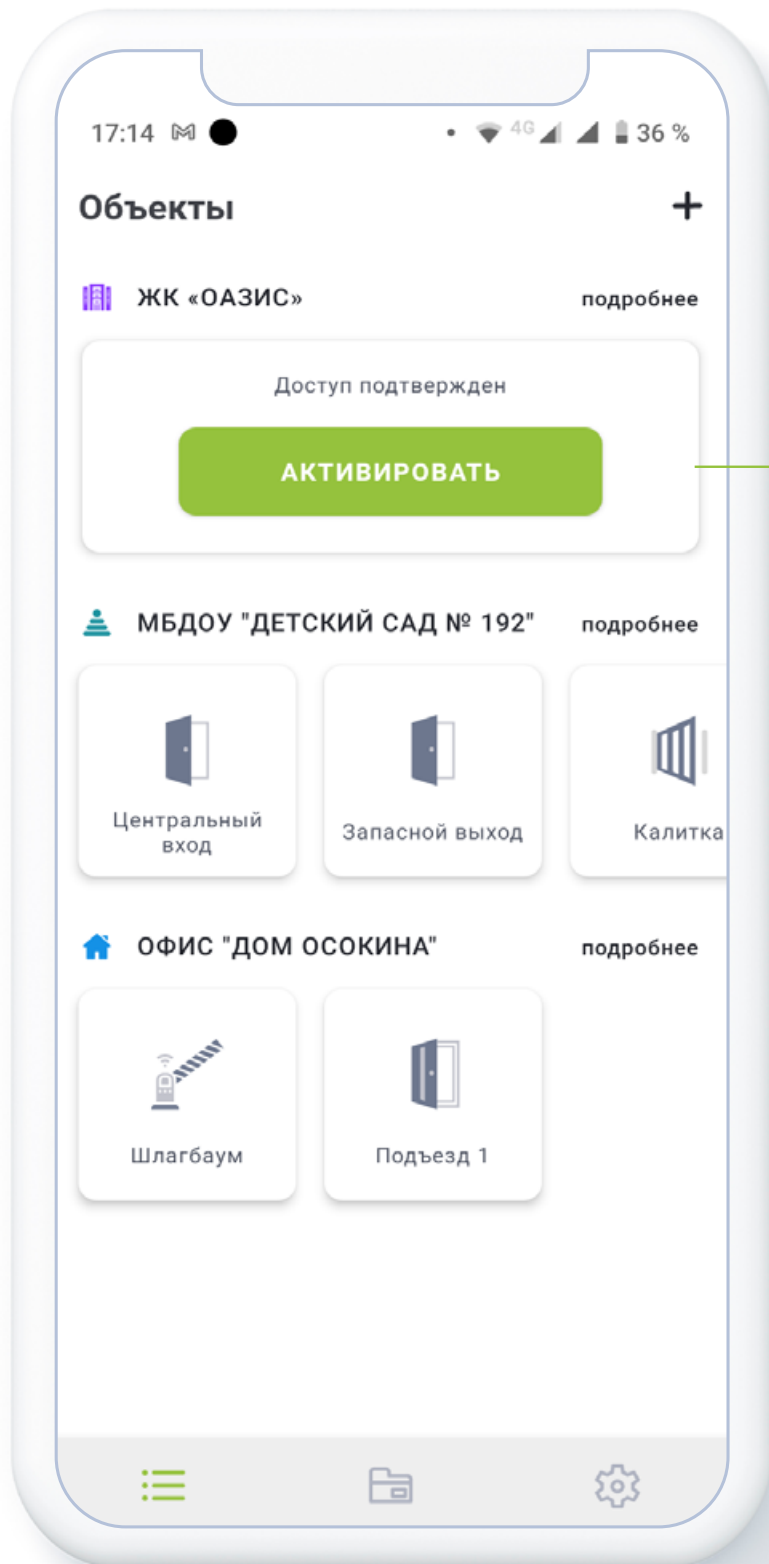 17:14 4G 36 %
Объекты +
ЖК «ОАЗИС» подробнее
Доступ подтвержден
АКТИВИРОВАТЬ
МБДОУ "ДЕТСКИЙ САД № 192" подробнее
Центральный
вход
Запасной выход
Калитка
ОФИС "ДОМ ОСОКИНА" подробнее
Шлагбаум
Подъезд 1